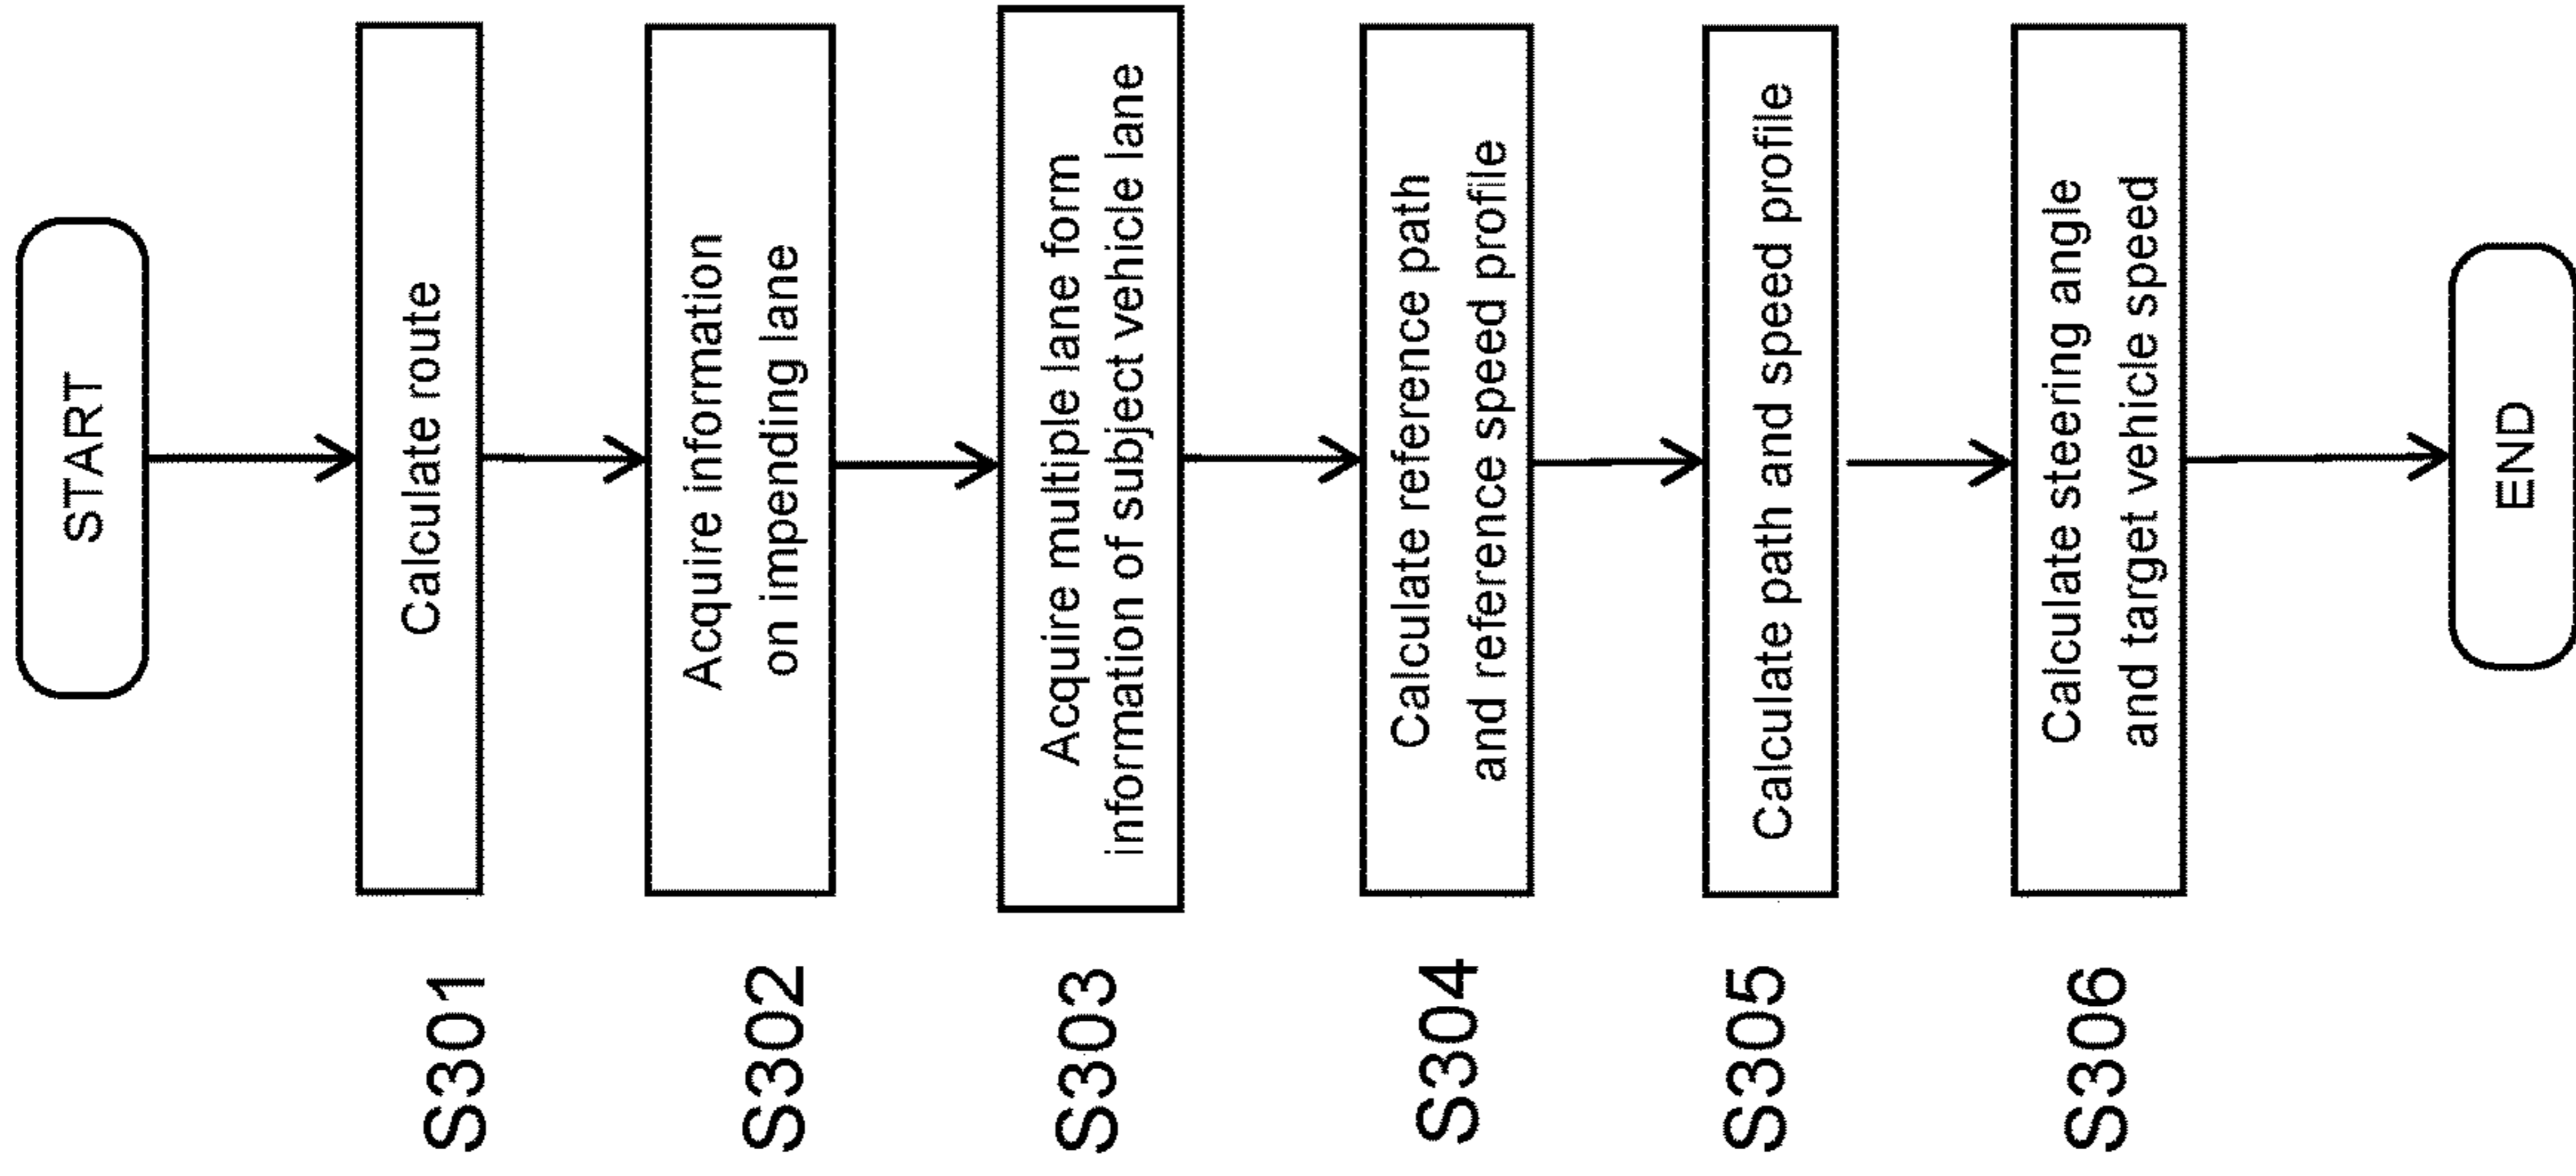 START
S301
Calculate route
S302
Acquire information
on impending lane
S303
Acquire multiple lane form
information of subject vehicle lane
S304
Calculate reference path
and reference speed profile
S305
Calculate path and speed profile
S306
Calculate steering angle
and target vehicle speed
END